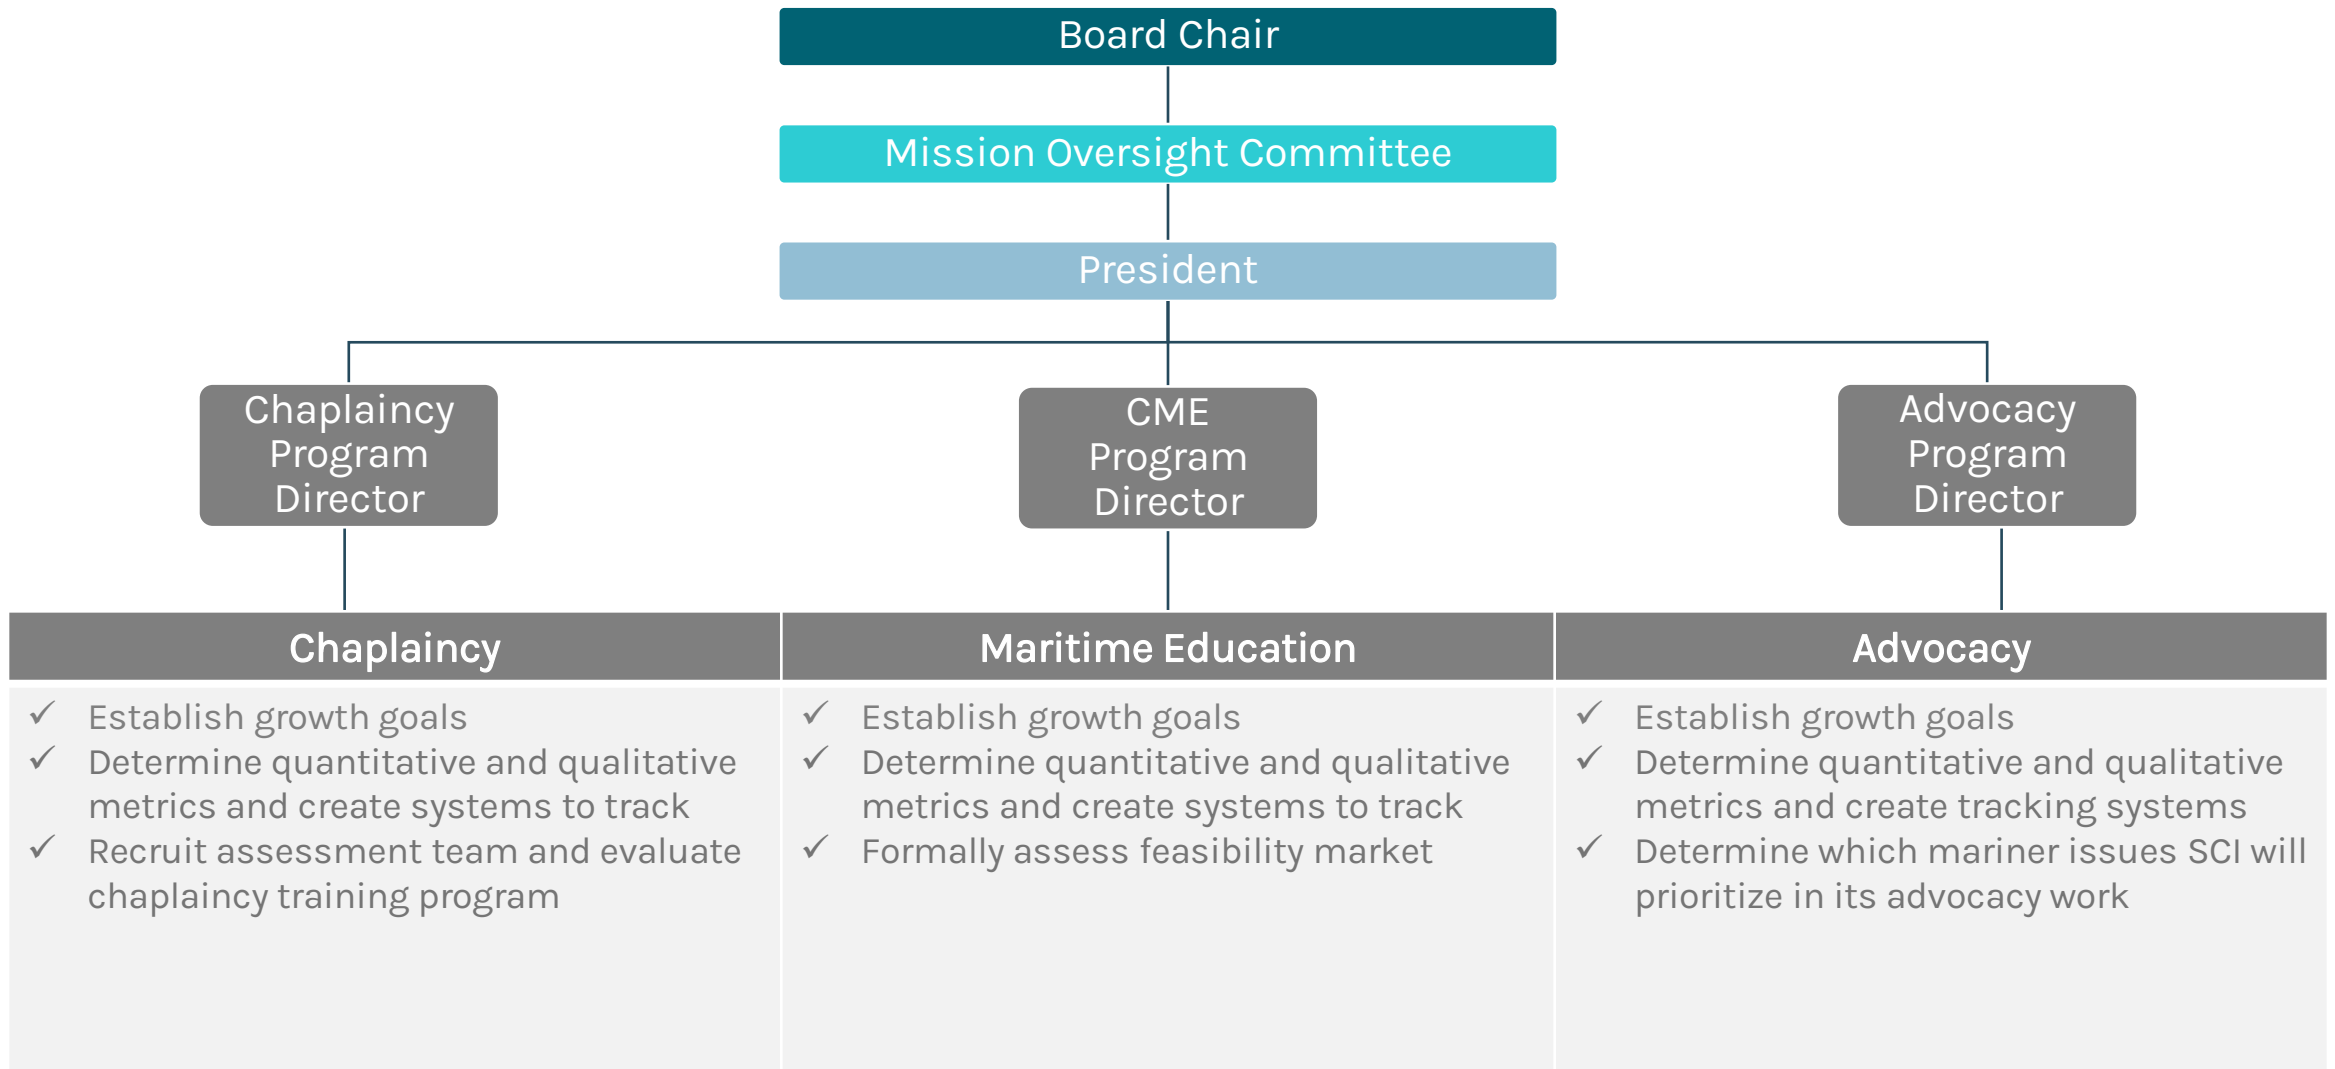 Board Chair
Mission Oversight Committee
President
Chaplaincy
Program
Director
CME
Program
Director
Advocacy
Program
Director
Chaplaincy
✓ Establish growth goals
✓ Determine quantitative and qualitative
metrics and create systems to track
✓ Recruit assessment team and evaluate
chaplaincy training program
Maritime Education
✓ Establish growth goals
✓ Determine quantitative and qualitative
metrics and create systems to track
✓ Formally assess feasibility market
Advocacy
✓ Establish growth goals
✓ Determine quantitative and qualitative
metrics and create tracking systems
✓ Determine which mariner issues SCI will
prioritize in its advocacy work